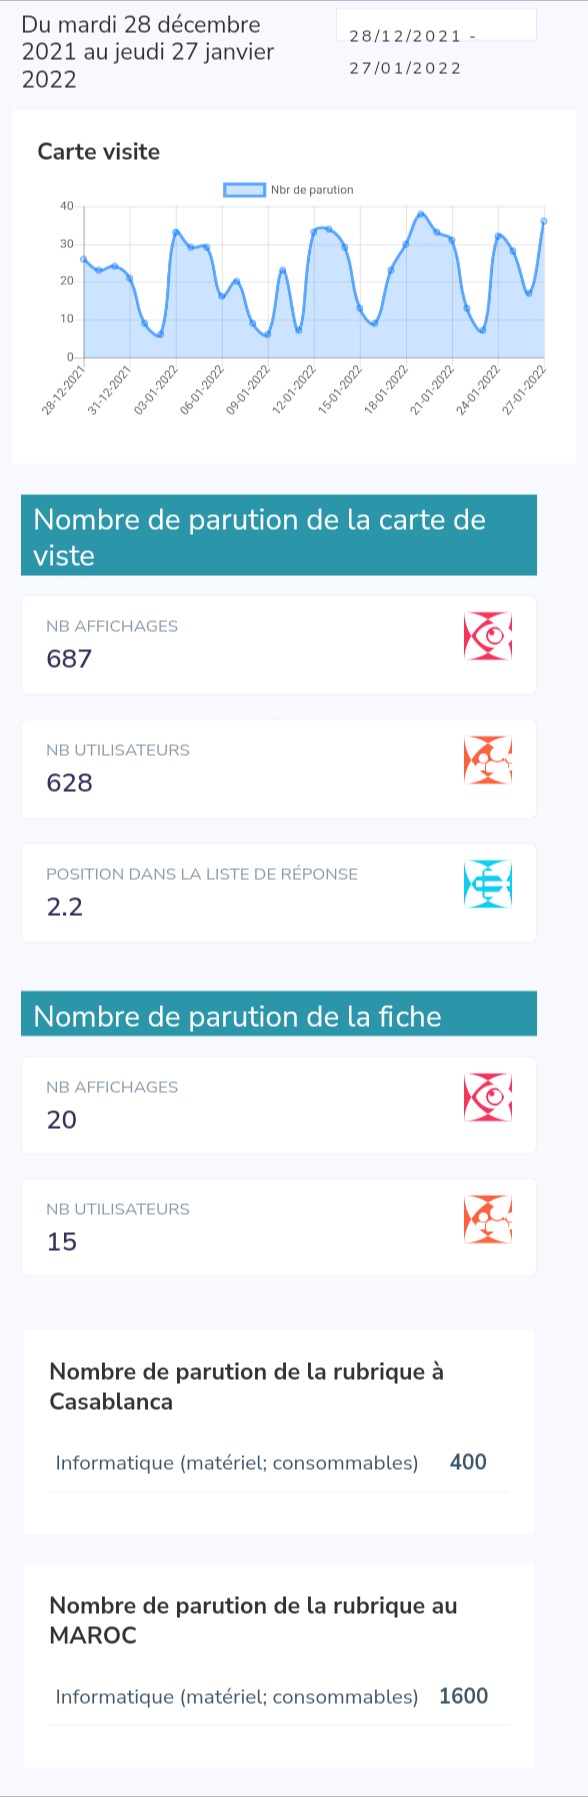 Du mardi 28 décembre
2021 au jeudi 27 janvier
2022
28/12/2021 -
27/01/2022
Carte visite
Nbr de parution
40
30
20
10
0
28-12-2021
31-12-2021
03-01-2022
06-01-2022
09-01-2022
12-01-2022
15-01-2022
18-01-2022
21-01-2022
24-01-2022
27-01-2022
Nombre de parution de la carte de
viste
NB AFFICHAGES
687
NB UTILISATEURS
628
POSITION DANS LA LISTE DE RÉPONSE
2.2
Nombre de parution de la fiche
NB AFFICHAGES
20
NB UTILISATEURS
15
Nombre de parution de la rubrique à
Casablanca
Informatique (matériel; consommables) 400
Nombre de parution de la rubrique au
MAROC
Informatique (matériel; consommables) 1600